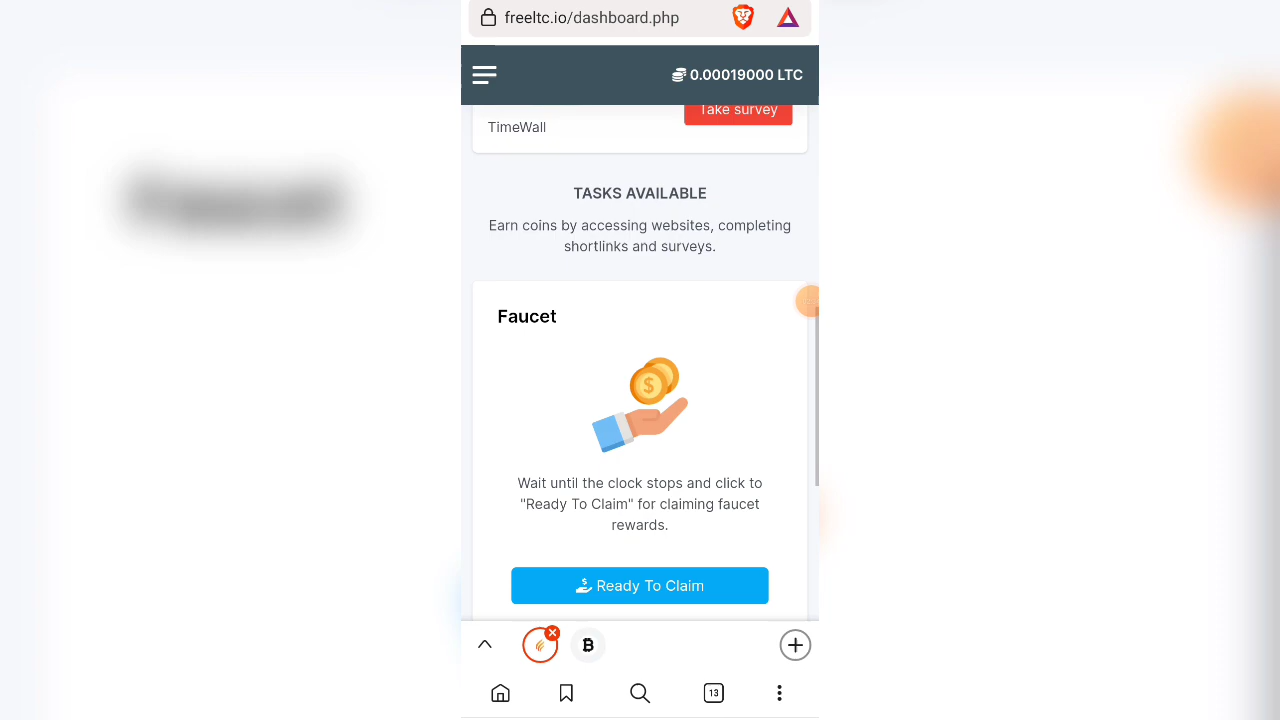 freeltc.io/dashboard.php
0.00019000 LTC
Take survey
TimeWall
TASKS AVAILABLE
Earn coins by accessing websites, completing
shortlinks and surveys.
Faucet
$
Wait until the clock stops and click to
"Ready To Claim" for claiming faucet
rewards.
$ Ready To Claim
13